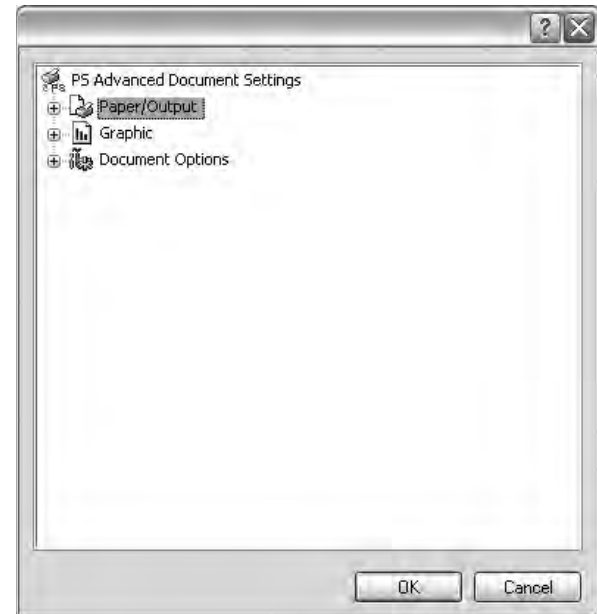 PS Advanced Document Settings
Paper/Output
Graphic
Document Options
OK Cancel